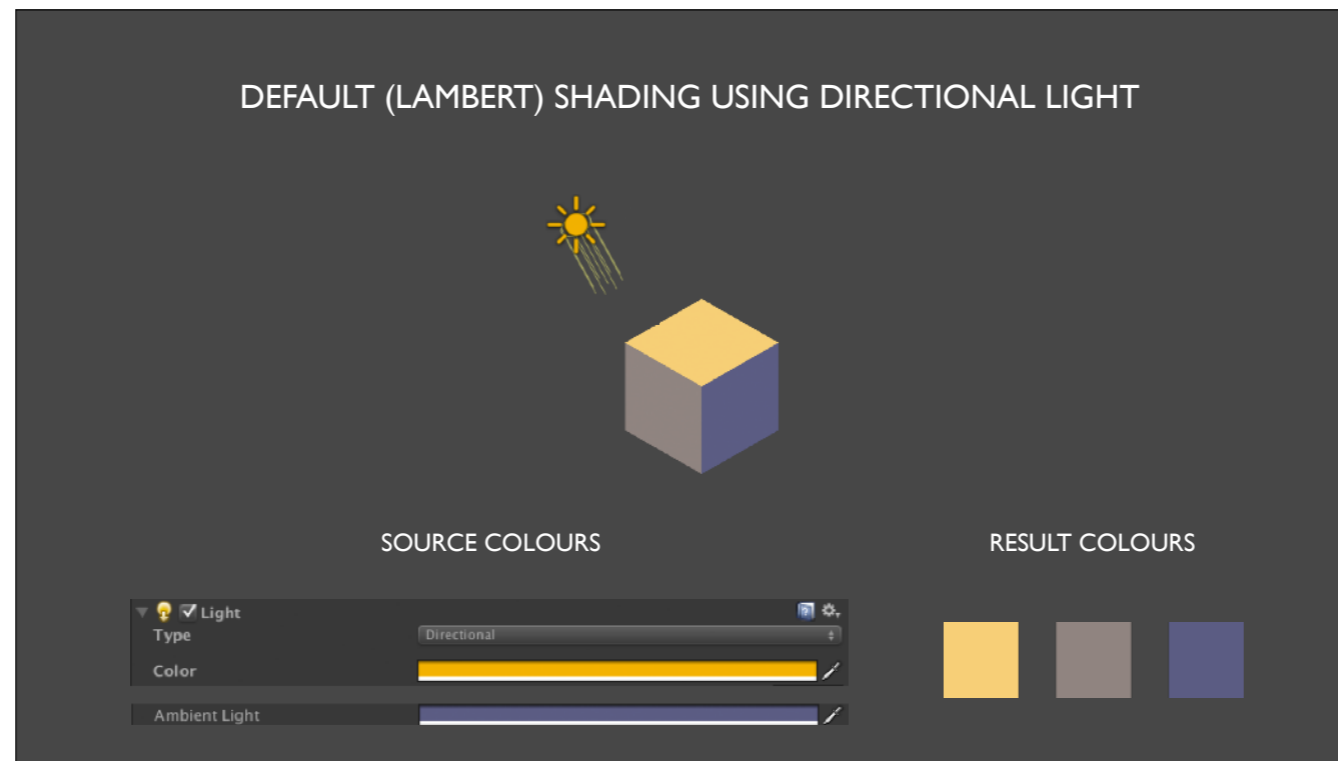 DEFAULT (LAMBERT) SHADING USING DIRECTIONAL LIGHT
SOURCE COLOURS
RESULT COLOURS
Light
Type
Directional
Color
Ambient Light